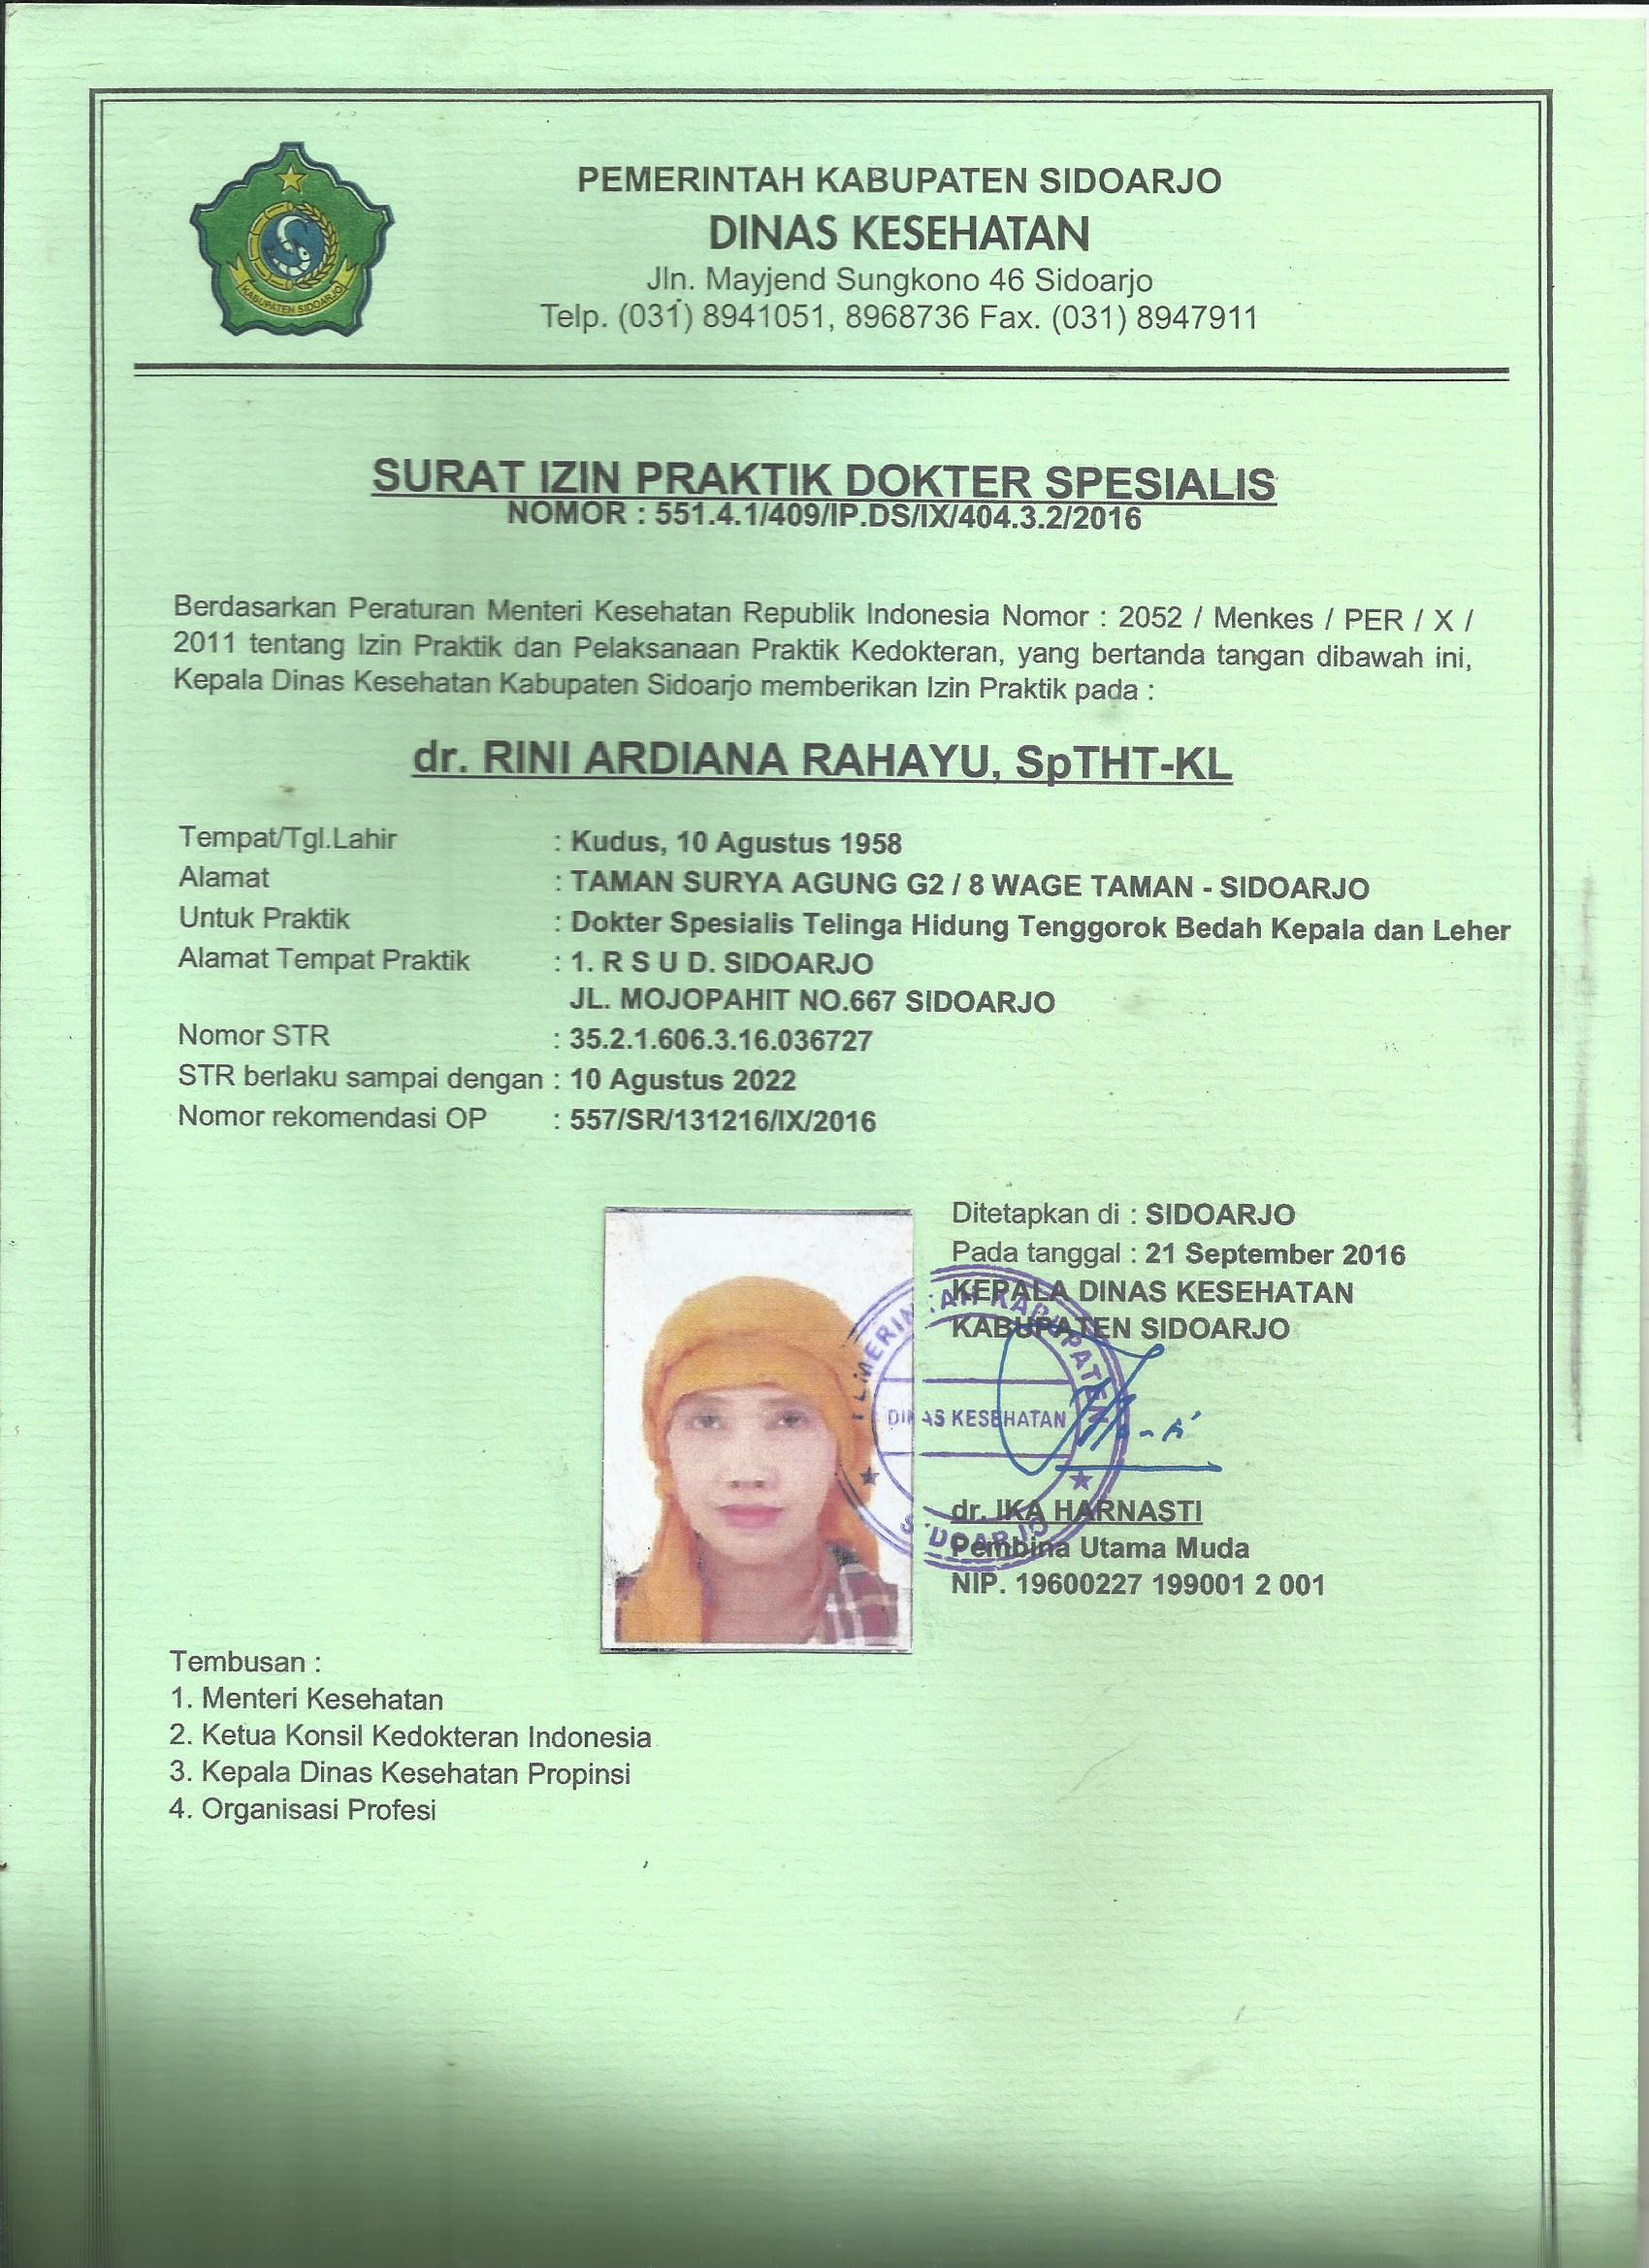 KABUPATEN SIDOARJO
PEMERINTAH KABUPATEN SIDOARJO
DINAS KESEHATAN
Jln. Mayjend Sungkono 46 Sidoarjo
Telp. (031) 8941051, 8968736 Fax. (031) 8947911
SURAT IZIN PRAKTIK DOKTER SPESIALIS
NOMOR : 551.4.1/409/IP.DS/IX/404.3.2/2016
Berdasarkan Peraturan Menteri Kesehatan Republik Indonesia Nomor : 2052 / Menkes / PER / X /
2011 tentang Izin Praktik dan Pelaksanaan Praktik Kedokteran, yang bertanda tangan dibawah ini,
Kepala Dinas Kesehatan Kabupaten Sidoarjo memberikan Izin Praktik pada :
dr. RINI ARDIANA RAHAYU, SpTHT-KL
Tempat/Tgl.Lahir : Kudus, 10 Agustus 1958
Alamat : TAMAN SURYA AGUNG G2 / 8 WAGE TAMAN - SIDOARJO
Untuk Praktik : Dokter Spesialis Telinga Hidung Tenggorok Bedah Kepala dan Leher
Alamat Tempat Praktik : 1. R S U D. SIDOARJO
JL. MOJOPAHIT NO.667 SIDOARJO
Nomor STR : 35.2.1.606.3.16.036727
STR berlaku sampai dengan : 10 Agustus 2022
Nomor rekomendasi OP : 557/SR/131216/IX/2016
Ditetapkan di : SIDOARJO
Pada tanggal : 21 September 2016
KEPALA DINAS KESEHATAN
KABUPATEN SIDOARJO
PEMERINTAH KABUPATEN
DINAS KESEHATAN
SIDOARJO
dr. IKA HARNASTI
Pembina Utama Muda
NIP. 19600227 199001 2 001
Tembusan :
1. Menteri Kesehatan
2. Ketua Konsil Kedokteran Indonesia
3. Kepala Dinas Kesehatan Propinsi
4. Organisasi Profesi